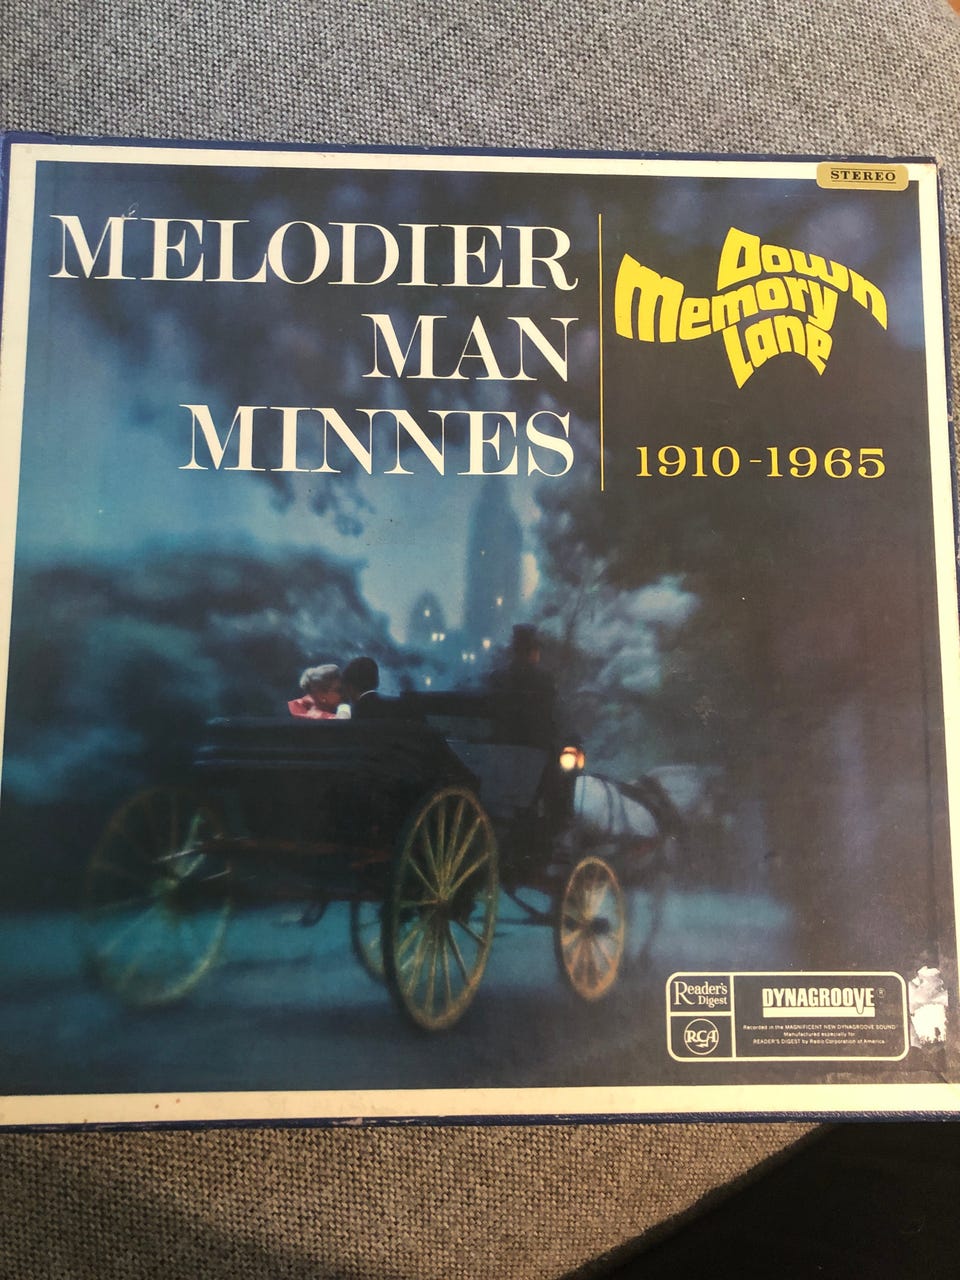 STEREO
MELODIER
MAN
MINNES
Down
Memory
Lane
1910-1965
Reader's
Digest
RCA
DYNAGROOVE ®
Recorded in the MAGNIFICENT NEW DYNAGROOVE SOUND
Manufactured especially for
READER'S DIGEST by Radio Corporation of America